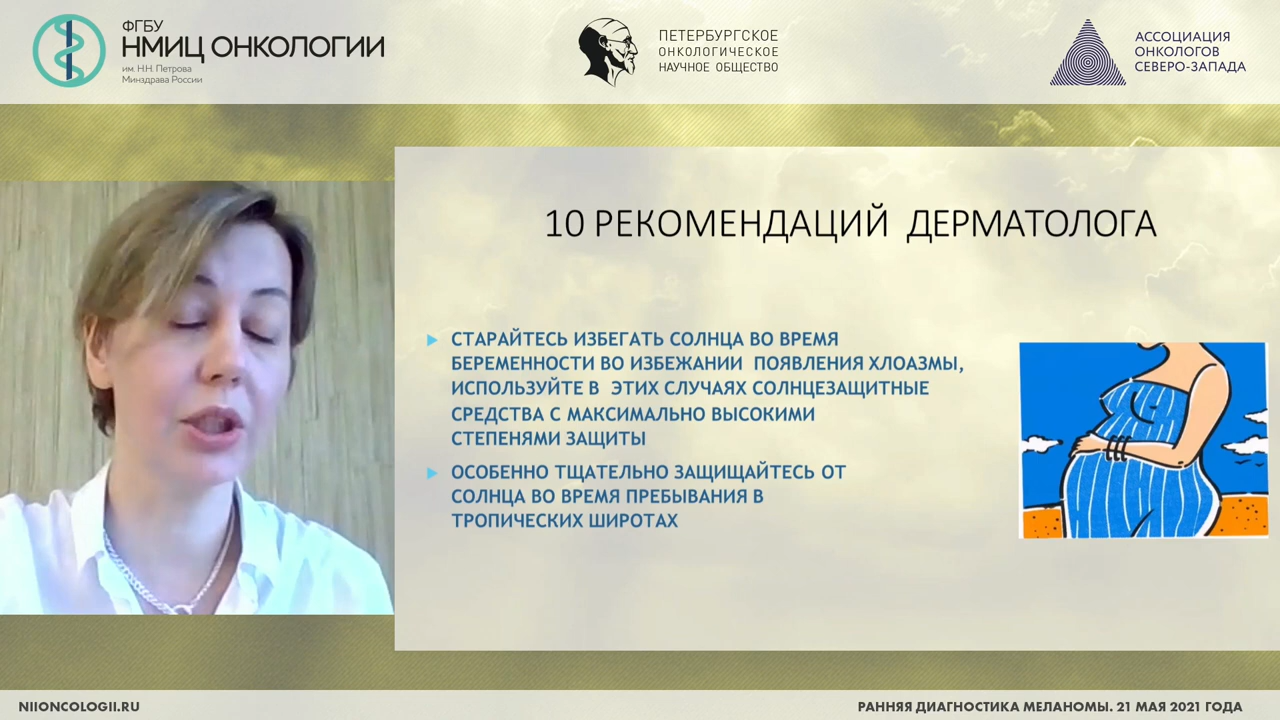 ФГБУ
НМИЦ ОНКОЛОГИИ
им. Н.Н. Петрова
Минздрава России
ПЕТЕРБУРГСКОЕ
ОНКОЛОГИЧЕСКОЕ
НАУЧНОЕ ОБЩЕСТВО
АССОЦИАЦИЯ
ОНКОЛОГОВ
СЕВЕРО-ЗАПАДА
10 РЕКОМЕНДАЦИЙ ДЕРМАТОЛОГА
СТАРАЙТЕСЬ ИЗБЕГАТЬ СОЛНЦА ВО ВРЕМЯ
БЕРЕМЕННОСТИ ВО ИЗБЕЖАНИИ ПОЯВЛЕНИЯ ХЛОАЗМЫ,
ИСПОЛЬЗУЙТЕ В ЭТИХ СЛУЧАЯХ СОЛНЦЕЗАЩИТНЫЕ
СРЕДСТВА С МАКСИМАЛЬНО ВЫСОКИМИ
СТЕПЕНЯМИ ЗАЩИТЫ
ОСОБЕННО ТЩАТЕЛЬНО ЗАЩИЩАЙТЕСЬ ОТ
СОЛНЦА ВО ВРЕМЯ ПРЕБЫВАНИЯ В
ТРОПИЧЕСКИХ ШИРОТАХ
NIIONCOLOGII.RU
РАННЯЯ ДИАГНОСТИКА МЕЛАНОМЫ. 21 МАЯ 2021 ГОДА